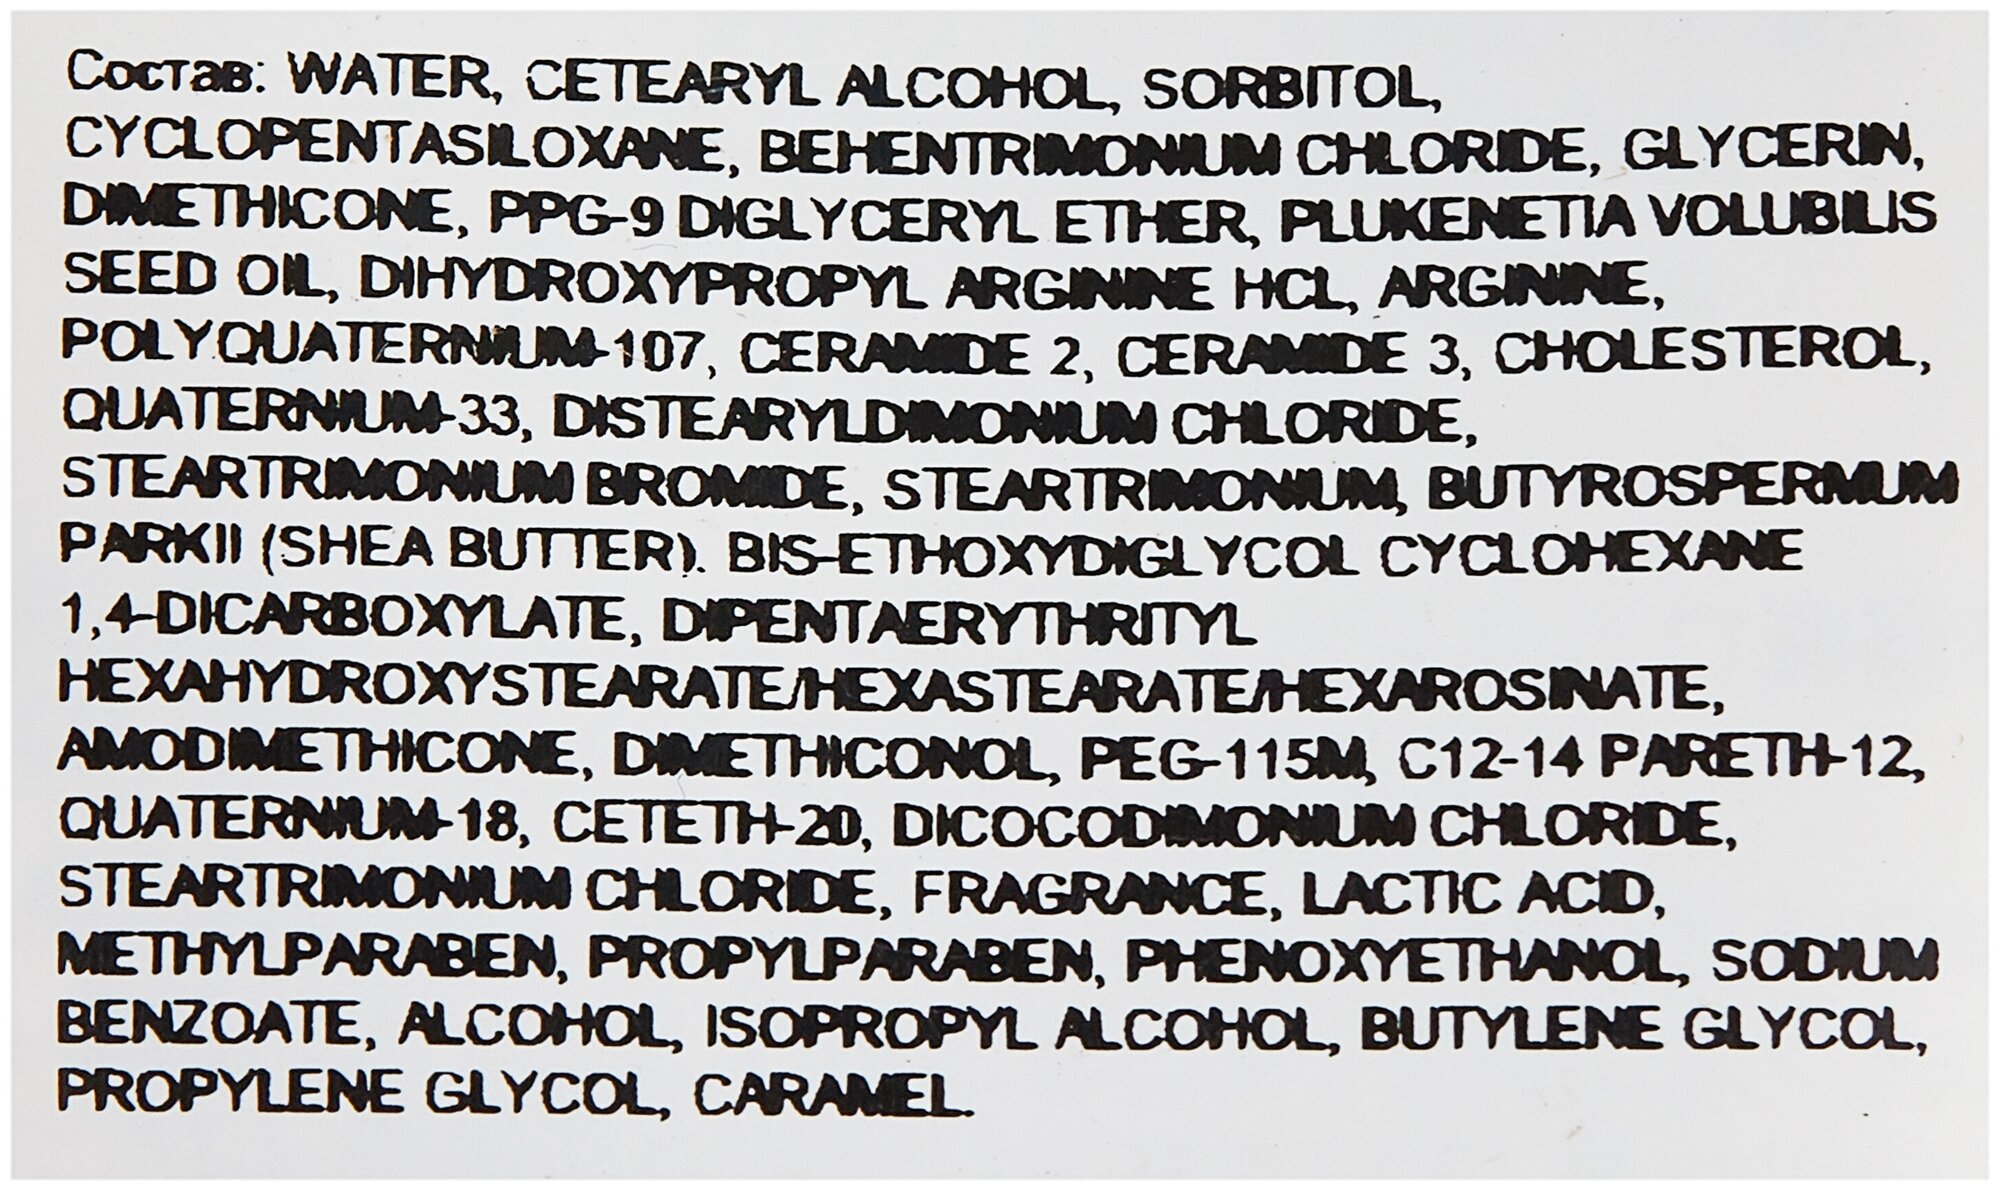 Состав: WATER, CETEARYL ALCOHOL, SORBITOL,
CYCLOPENTASILOXANE, BEHENTRIMONIUM CHLORIDE, GLYCERIN,
DIMETHICONE, PPG-9 DIGLYCERYL ETHER, PLUKENETIA VOLUBILIS
SEED OIL, DIHYDROXYPROPYL ARGININE HCL, ARGININE,
POLYQUATERNIUM-107, CERAMIDE 2, CERAMIDE 3, CHOLESTEROL,
QUATERNIUM-33, DISTEARYLDIMONIUM CHLORIDE,
STEARTRIMONIUM BROMIDE, STEARTRIMONIUM, BUTYROSPERMUM
PARKII (SHEA BUTTER). BIS-ETHOXYDIGLYCOL CYCLOHEXANE
1,4-DICARBOXYLATE, DIPENTAERYTHRITYL
HEXAHYDROXYSTEARATE/HEXASTEARATE/HEXAROSINATE,
AMODIMETHICONE, DIMETHICONOL, PEG-115M, C12-14 PARETH-12,
QUATERNIUM-18, CETETH-20, DICOCODIMONIUM CHLORIDE,
STEARTRIMONIUM CHLORIDE, FRAGRANCE, LACTIC ACID,
METHYLPARABEN, PROPYLPARABEN, PHENOXYETHANOL, SODIUM
BENZOATE, ALCOHOL, ISOPROPYL ALCOHOL, BUTYLENE GLYCOL,
PROPYLENE GLYCOL, CARAMEL.